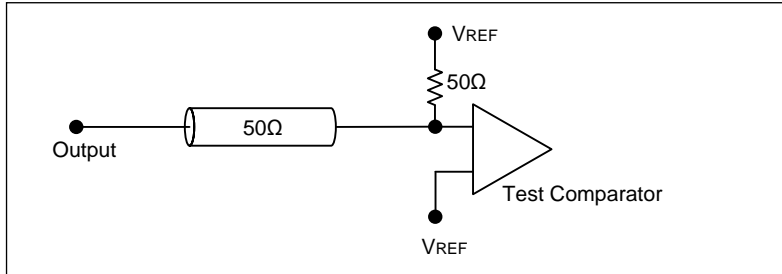 VREF
50Ω
50Ω
Output
Test Comparator
VREF